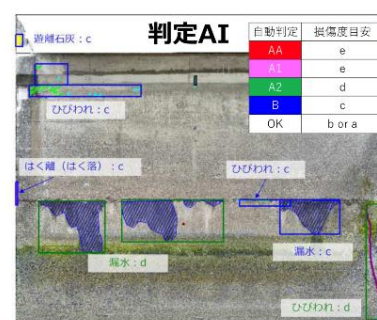 遊離石灰：c
判定AI
自動判定 損傷度目安
AA e
A1 e
A2 d
B c
OK b or a
ひびわれ：c
はく離（はく落）：c
ひびわれ：c
漏水：d
漏水：c
ひびわれ：d